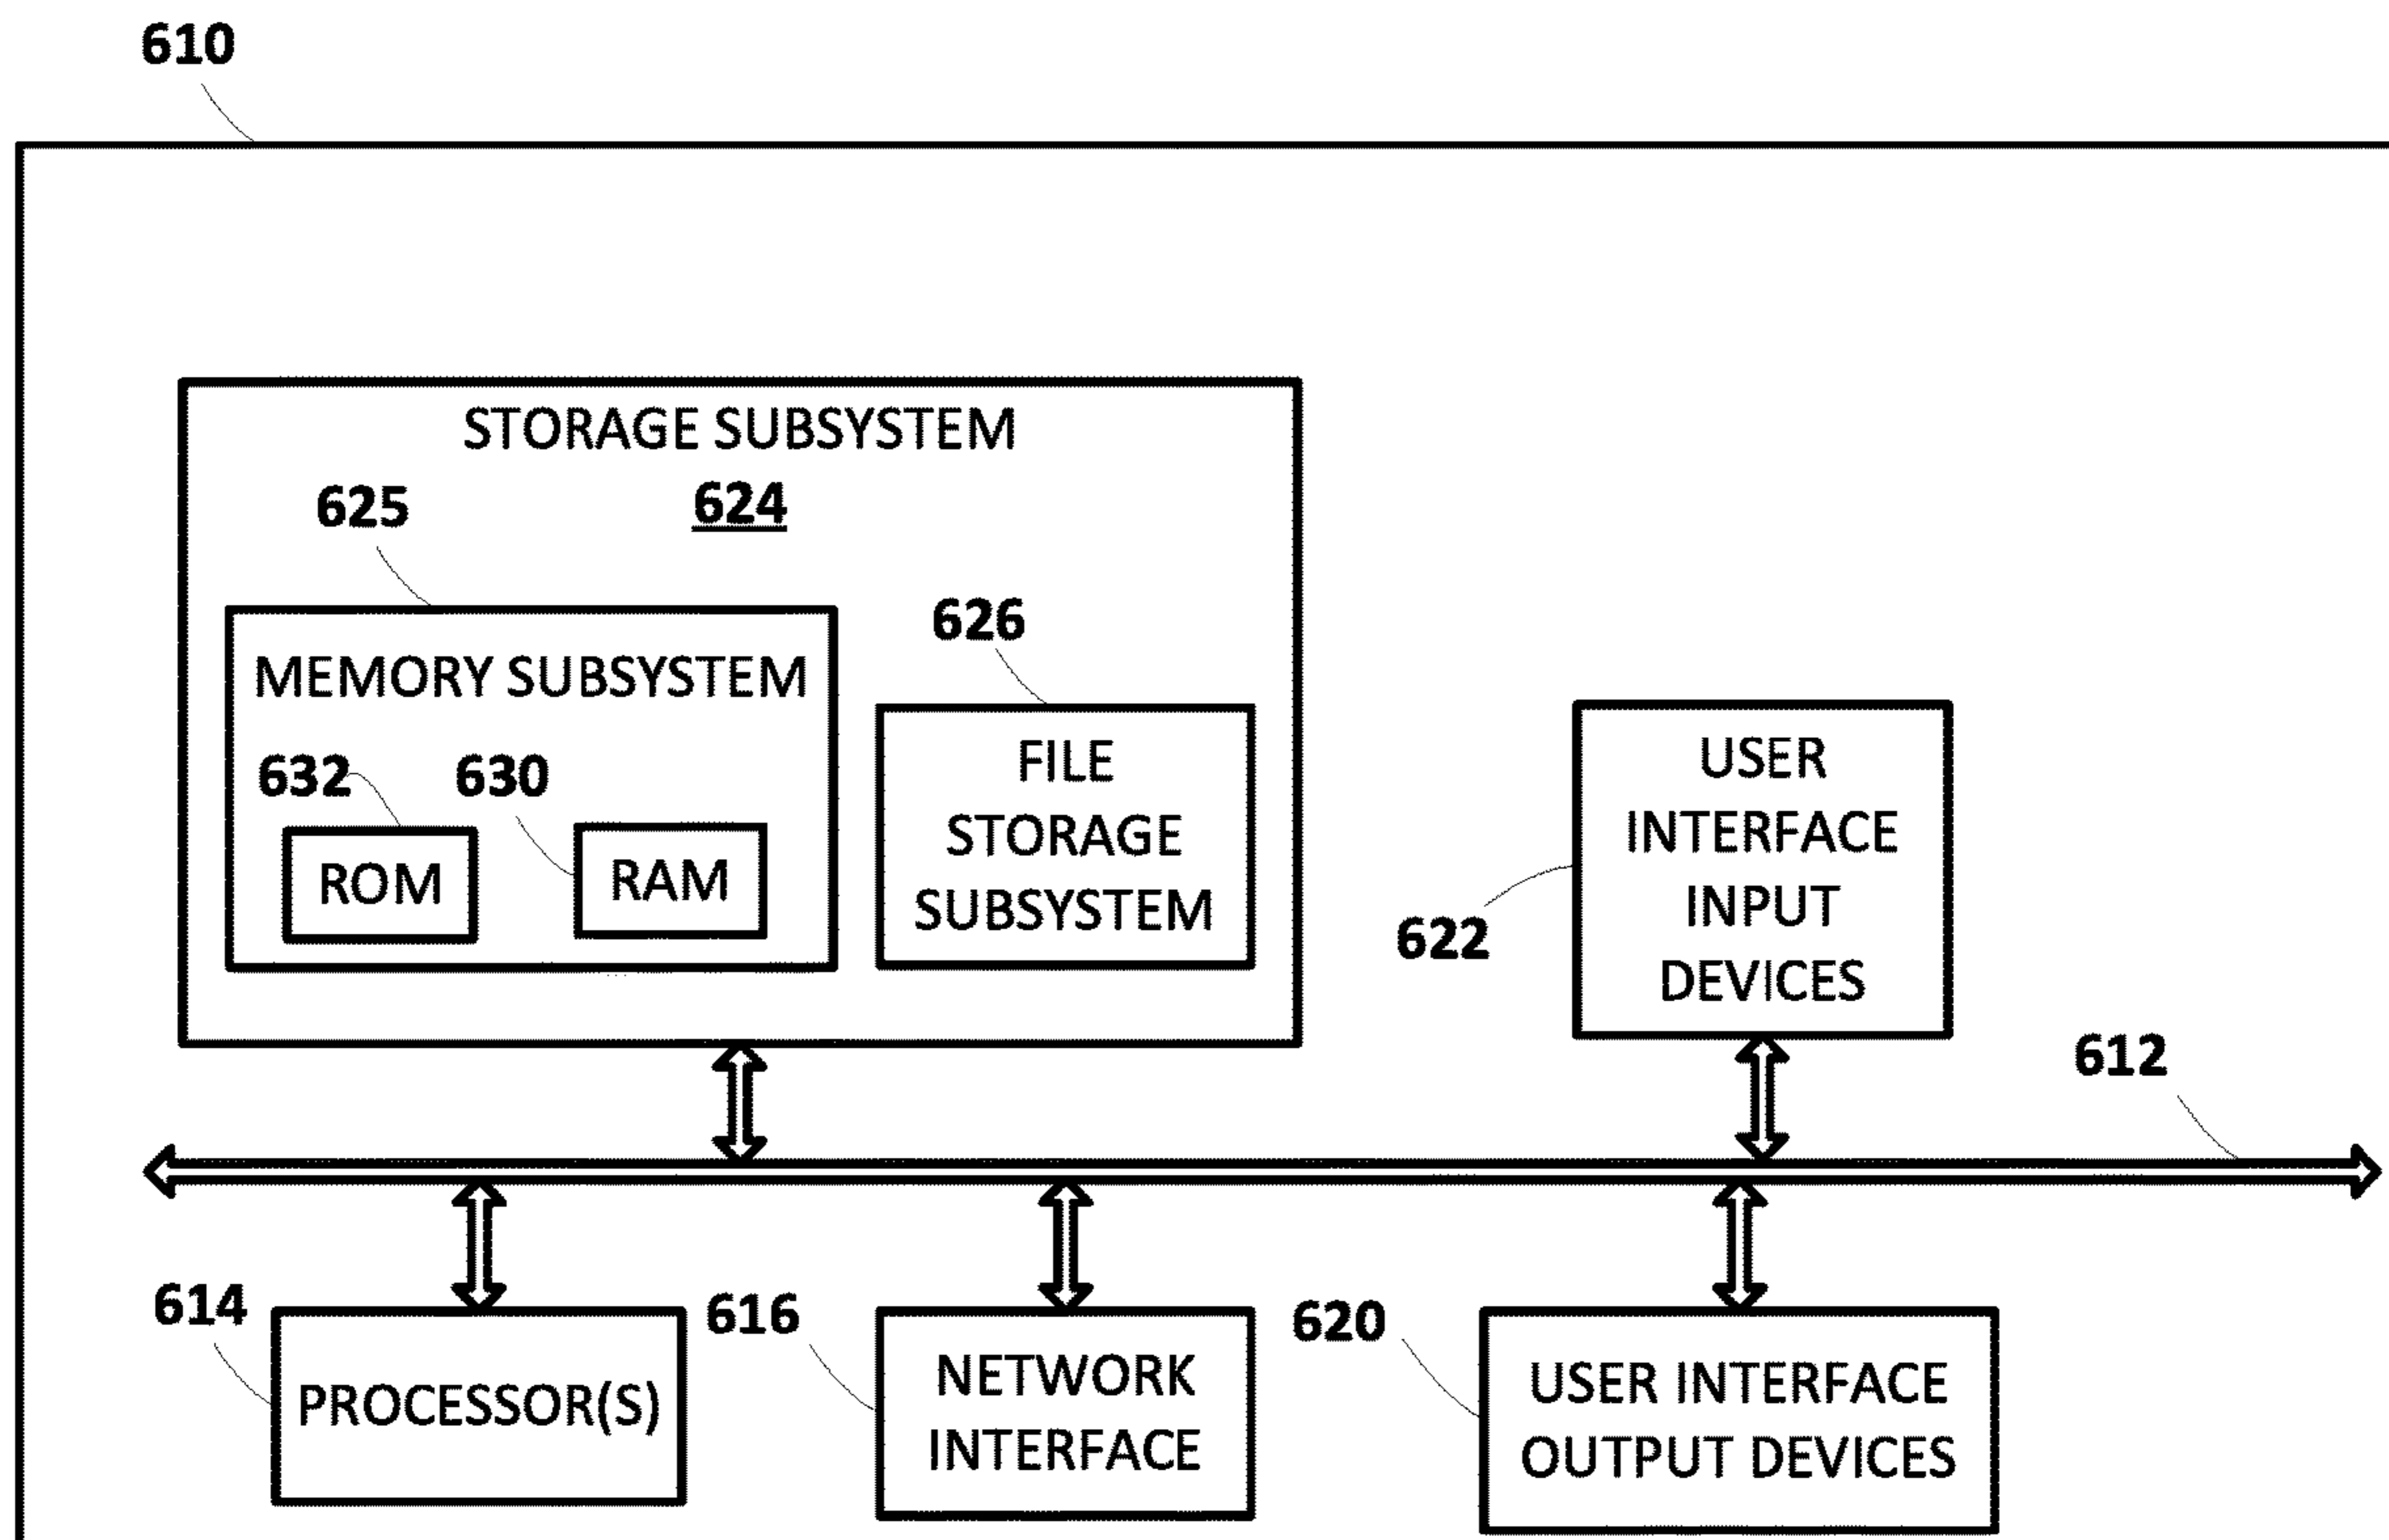 610
STORAGE SUBSYSTEM
624
625
MEMORY SUBSYSTEM
632
630
ROM
RAM
626
FILE
STORAGE
SUBSYSTEM
USER
INTERFACE
INPUT
DEVICES
622
612
614
PROCESSOR(S)
616
NETWORK
INTERFACE
620
USER INTERFACE
OUTPUT DEVICES